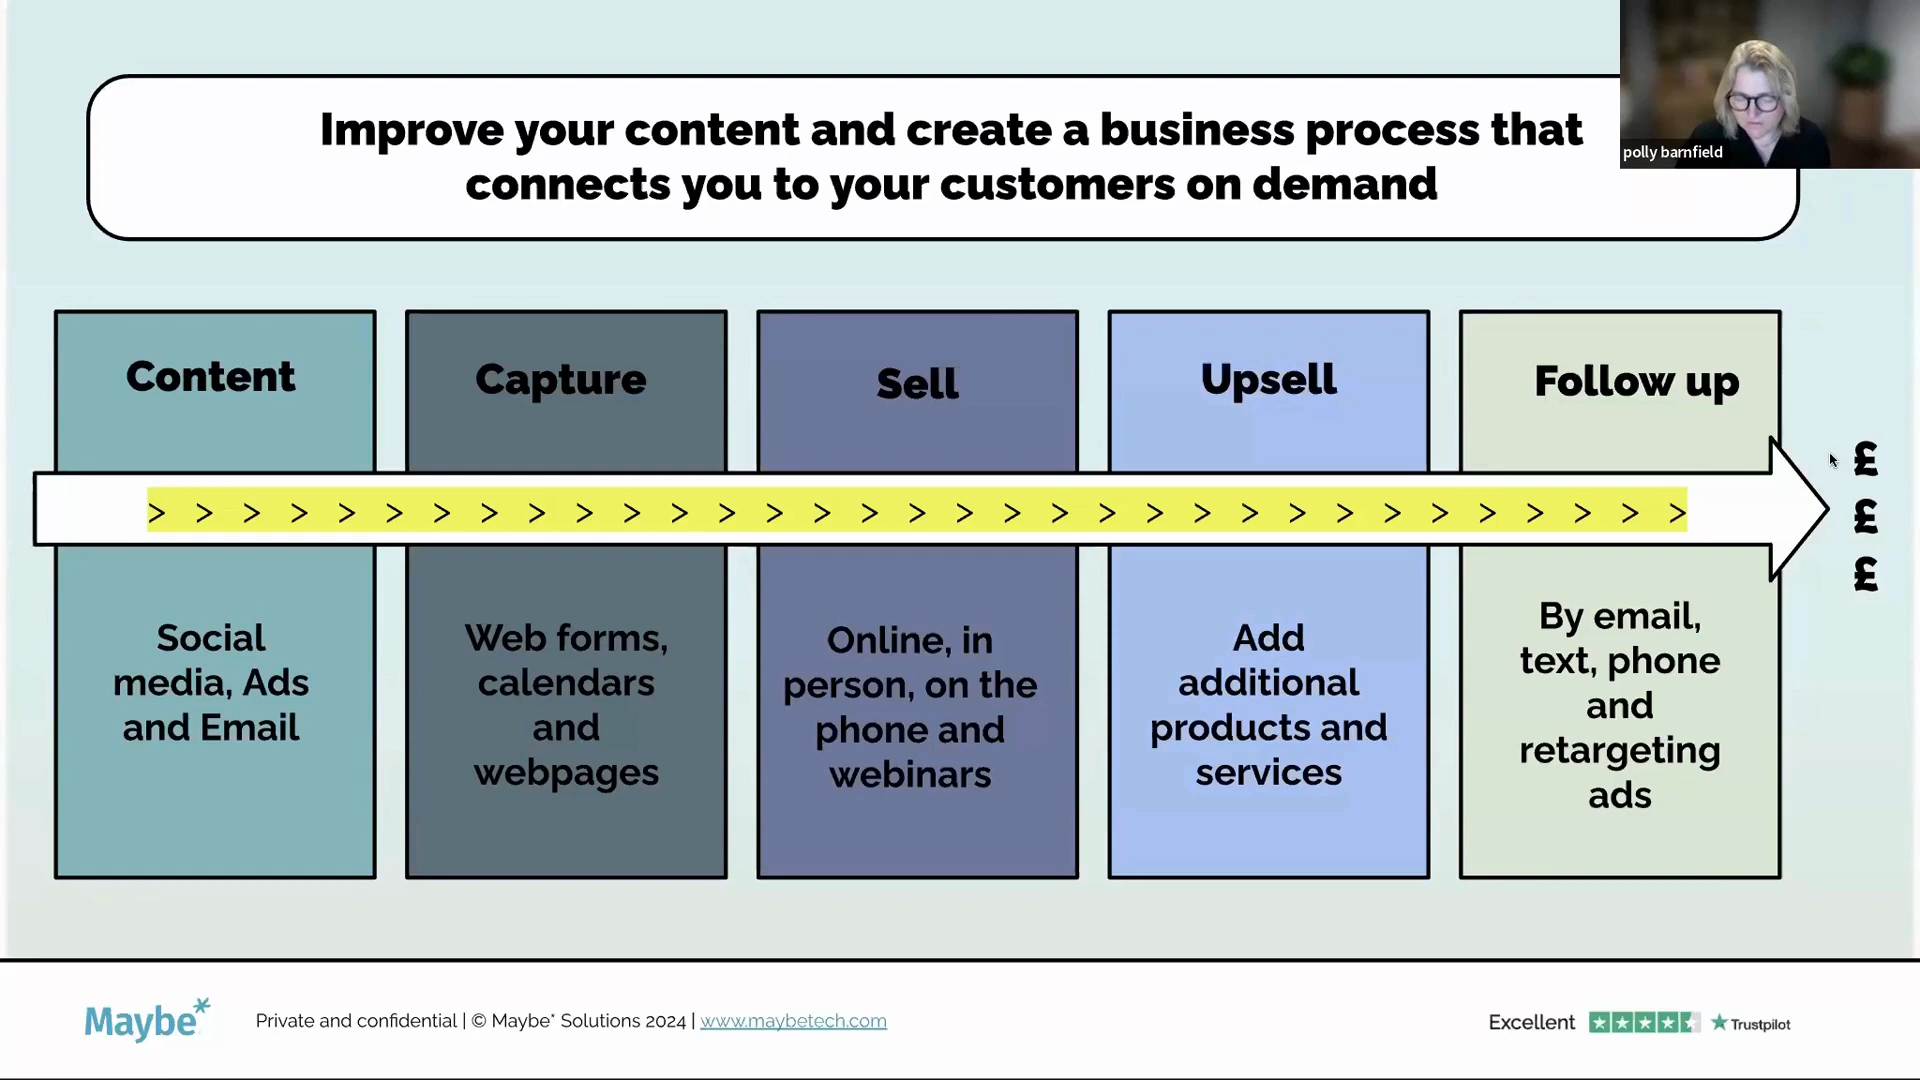 Improve your content and create a business process that
connects you to your customers on demand
polly barnfield
Content
Capture
Sell
Upsell
Follow up
> > > > > > > > > > > > > > > > > > > > > > > > > > > > > > > > >
£
£
£
Social
media, Ads
and Email
Web forms,
calendars
and
webpages
Online, in
person, on the
phone and
webinars
Add
additional
products and
services
By email,
text, phone
and
retargeting
ads
Maybe*
Private and confidential | © Maybe* Solutions 2024 | www.maybetech.com
Excellent
Trustpilot